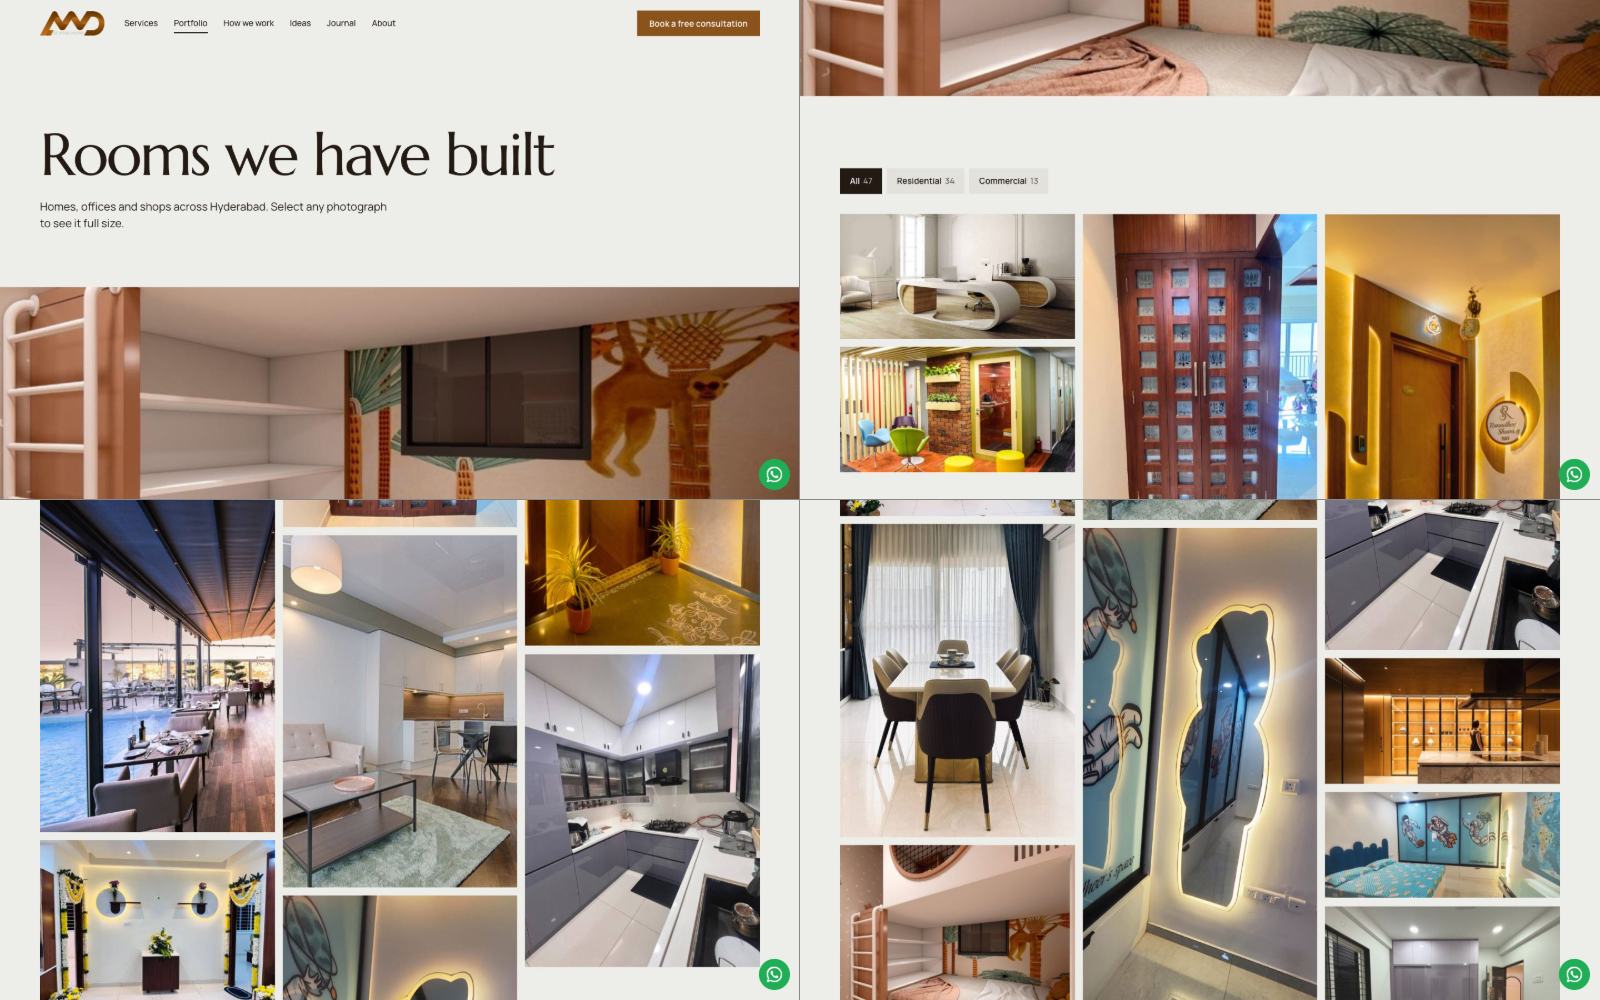 Services Portfolio How we work Ideas Journal About Book a free consultation
Rooms we have built
Homes, offices and shops across Hyderabad. Select any photograph
to see it full size.
All 47 Residential 34 Commercial 13